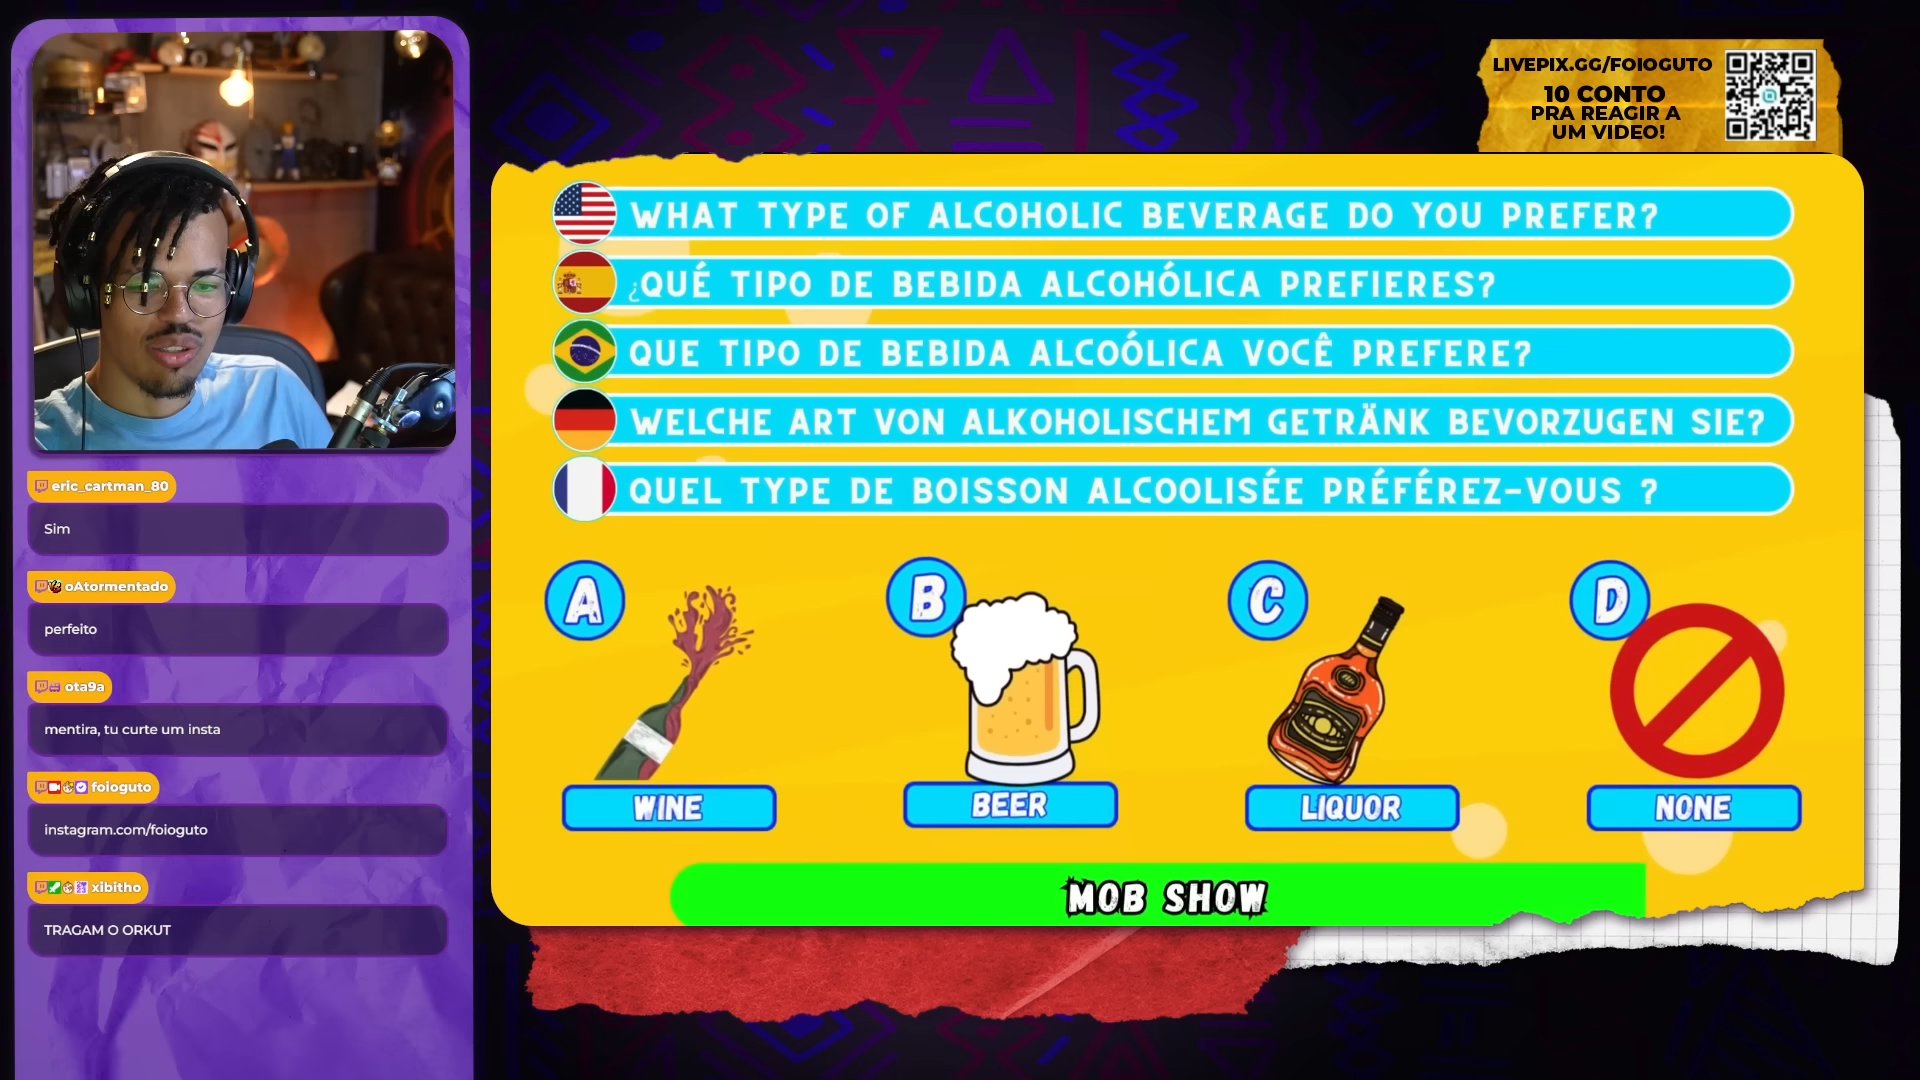 LIVEPIX.GG/FOIOGUTO
10 CONTO
PRA REAGIR A
UM VIDEO!
WHAT TYPE OF ALCOHOLIC BEVERAGE DO YOU PREFER?
¿QUÉ TIPO DE BEBIDA ALCOHÓLICA PREFIERES?
QUE TIPO DE BEBIDA ALCOÓLICA VOCÊ PREFERE?
WELCHE ART VON ALKOHOLISCHEM GETRÄNK BEVORZUGEN SIE?
QUEL TYPE DE BOISSON ALCOOLISÉE PRÉFÉREZ-VOUS ?
A
B
C
D
WINE
BEER
LIQUOR
NONE
MOB SHOW
eric_cartman_80
Sim
oAtormentado
perfeito
ota9a
mentira, tu curte um insta
foioguto
instagram.com/foioguto
xibitho
TRAGAM O ORKUT